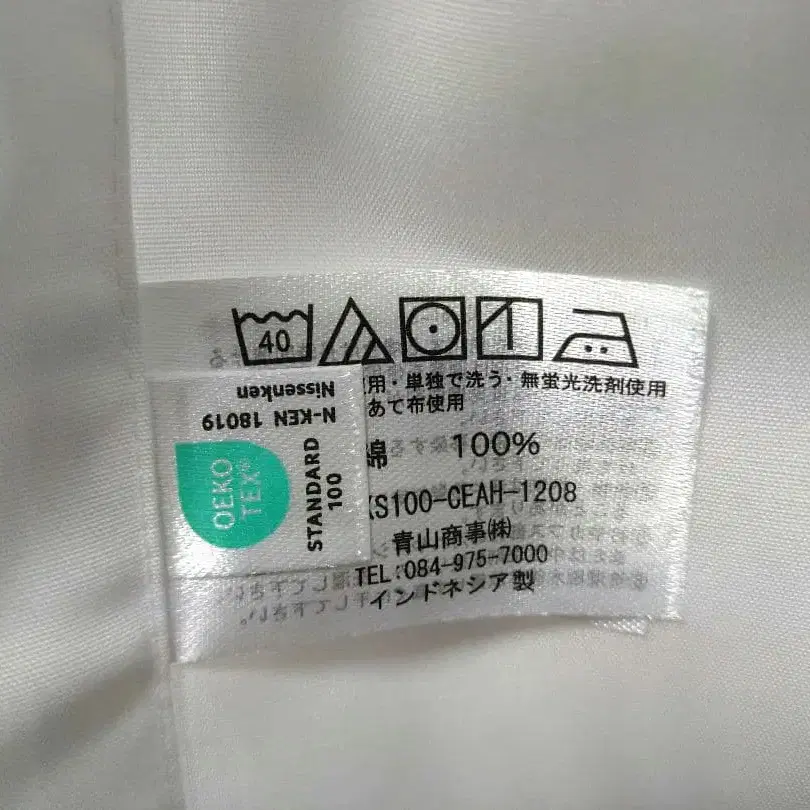 40
用・単独で洗う・無蛍光洗剤使用
あて布使用
綿 100%
KS100-CEAH-1208
青山商事㈱
TEL:084-975-7000
インドネシア製
OEKO
TEX®
STANDARD
100
N-KEN 18019
Nissenken